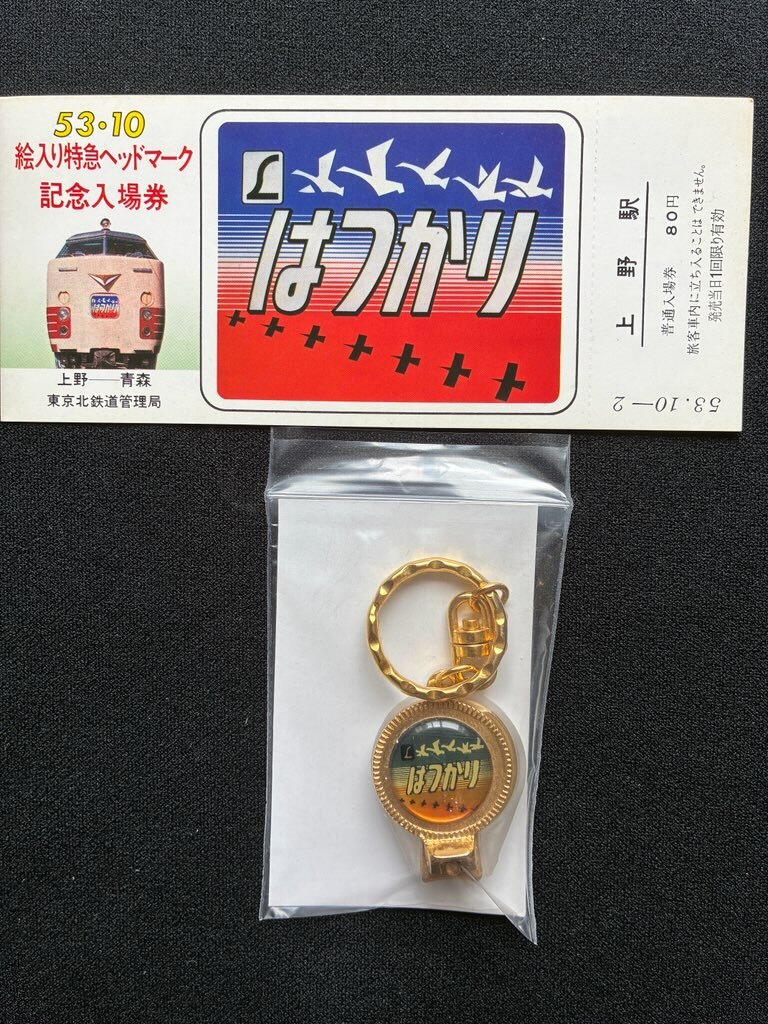 53・10
絵入り特急ヘッドマーク
記念入場券
はつかり
上野――青森
東京北鉄道管理局
L
はつかり
上野駅
普通入場券 80円
旅客車内に立ち入ることはできません。
発売当日1回限り有効
53.10―2
L
はつかり